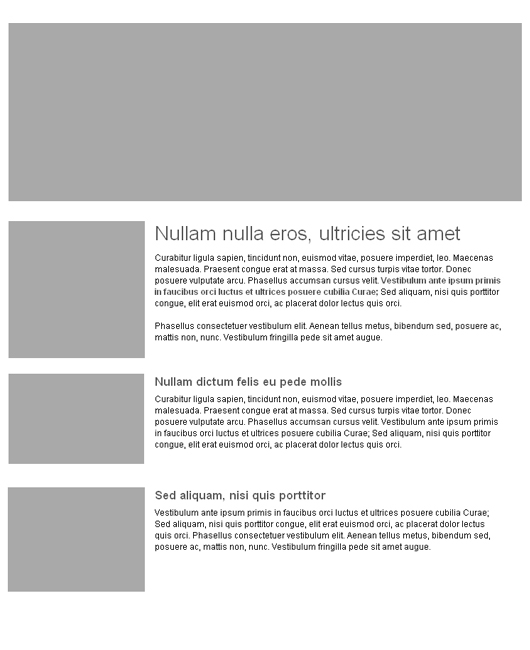 Nullam nulla eros, ultricies sit amet
Curabitur ligula sapien, tincidunt non, euismod vitae, posuere imperdiet, leo. Maecenas
malesuada. Praesent congue erat at massa. Sed cursus turpis vitae tortor. Donec
posuere vulputate arcu. Phasellus accumsan cursus velit. Vestibulum ante ipsum primis
in faucibus orci luctus et ultrices posuere cubilia Curae; Sed aliquam, nisi quis porttitor
congue, elit erat euismod orci, ac placerat dolor lectus quis orci.
Phasellus consectetuer vestibulum elit. Aenean tellus metus, bibendum sed, posuere ac,
mattis non, nunc. Vestibulum fringilla pede sit amet augue.
Nullam dictum felis eu pede mollis
Curabitur ligula sapien, tincidunt non, euismod vitae, posuere imperdiet, leo. Maecenas
malesuada. Praesent congue erat at massa. Sed cursus turpis vitae tortor. Donec
posuere vulputate arcu. Phasellus accumsan cursus velit. Vestibulum ante ipsum primis
in faucibus orci luctus et ultrices posuere cubilia Curae; Sed aliquam, nisi quis porttitor
congue, elit erat euismod orci, ac placerat dolor lectus quis orci.
Sed aliquam, nisi quis porttitor
Vestibulum ante ipsum primis in faucibus orci luctus et ultrices posuere cubilia Curae;
Sed aliquam, nisi quis porttitor congue, elit erat euismod orci, ac placerat dolor lectus
quis orci. Phasellus consectetuer vestibulum elit. Aenean tellus metus, bibendum sed,
posuere ac, mattis non, nunc. Vestibulum fringilla pede sit amet augue.